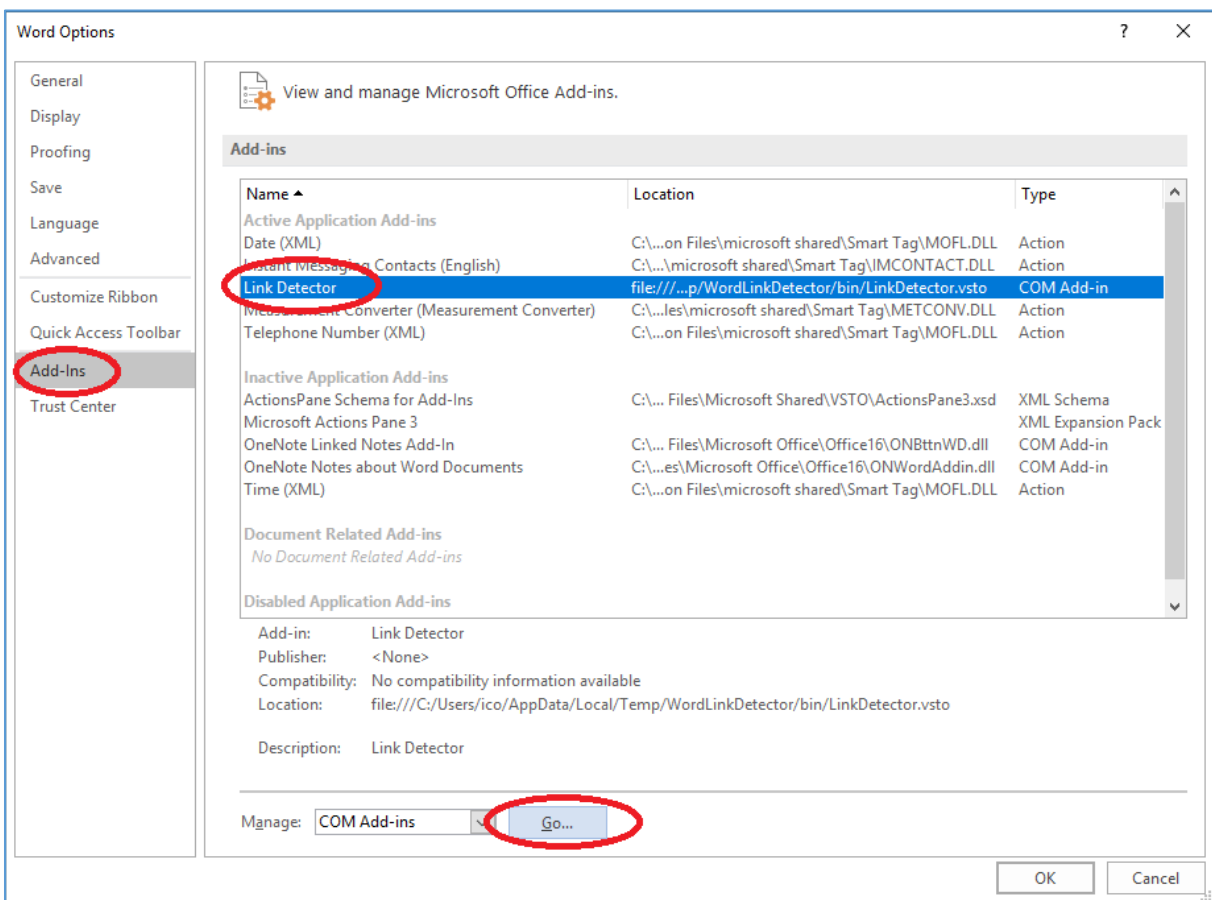 Word Options ?
General
Display
Proofing
Save
Language
Advanced
Customize Ribbon
Quick Access Toolbar
Add-Ins
Trust Center
View and manage Microsoft Office Add-ins.
Add-ins
Name Location Type
Active Application Add-ins
Date (XML) C:\...on Files\microsoft shared\Smart Tag\MOFL.DLL Action
Instant Messaging Contacts (English) C:\...\microsoft shared\Smart Tag\IMCONTACT.DLL Action
Link Detector file:///...p/WordLinkDetector/bin/LinkDetector.vsto COM Add-in
Measurement Converter (Measurement Converter) C:\...les\microsoft shared\Smart Tag\METCONV.DLL Action
Telephone Number (XML) C:\...on Files\microsoft shared\Smart Tag\MOFL.DLL Action
Inactive Application Add-ins
ActionsPane Schema for Add-Ins C:\... Files\Microsoft Shared\VSTO\ActionsPane3.xsd XML Schema
Microsoft Actions Pane 3 XML Expansion Pack
OneNote Linked Notes Add-In C:\... Files\Microsoft Office\Office16\ONBttnWD.dll COM Add-in
OneNote Notes about Word Documents C:\...es\Microsoft Office\Office16\ONWordAddin.dll COM Add-in
Time (XML) C:\...on Files\microsoft shared\Smart Tag\MOFL.DLL Action
Document Related Add-ins
No Document Related Add-ins
Disabled Application Add-ins
Add-in: Link Detector
Publisher: <None>
Compatibility: No compatibility information available
Location: file:///C:/Users/ico/AppData/Local/Temp/WordLinkDetector/bin/LinkDetector.vsto
Description: Link Detector
Manage: COM Add-ins Go...
OK Cancel